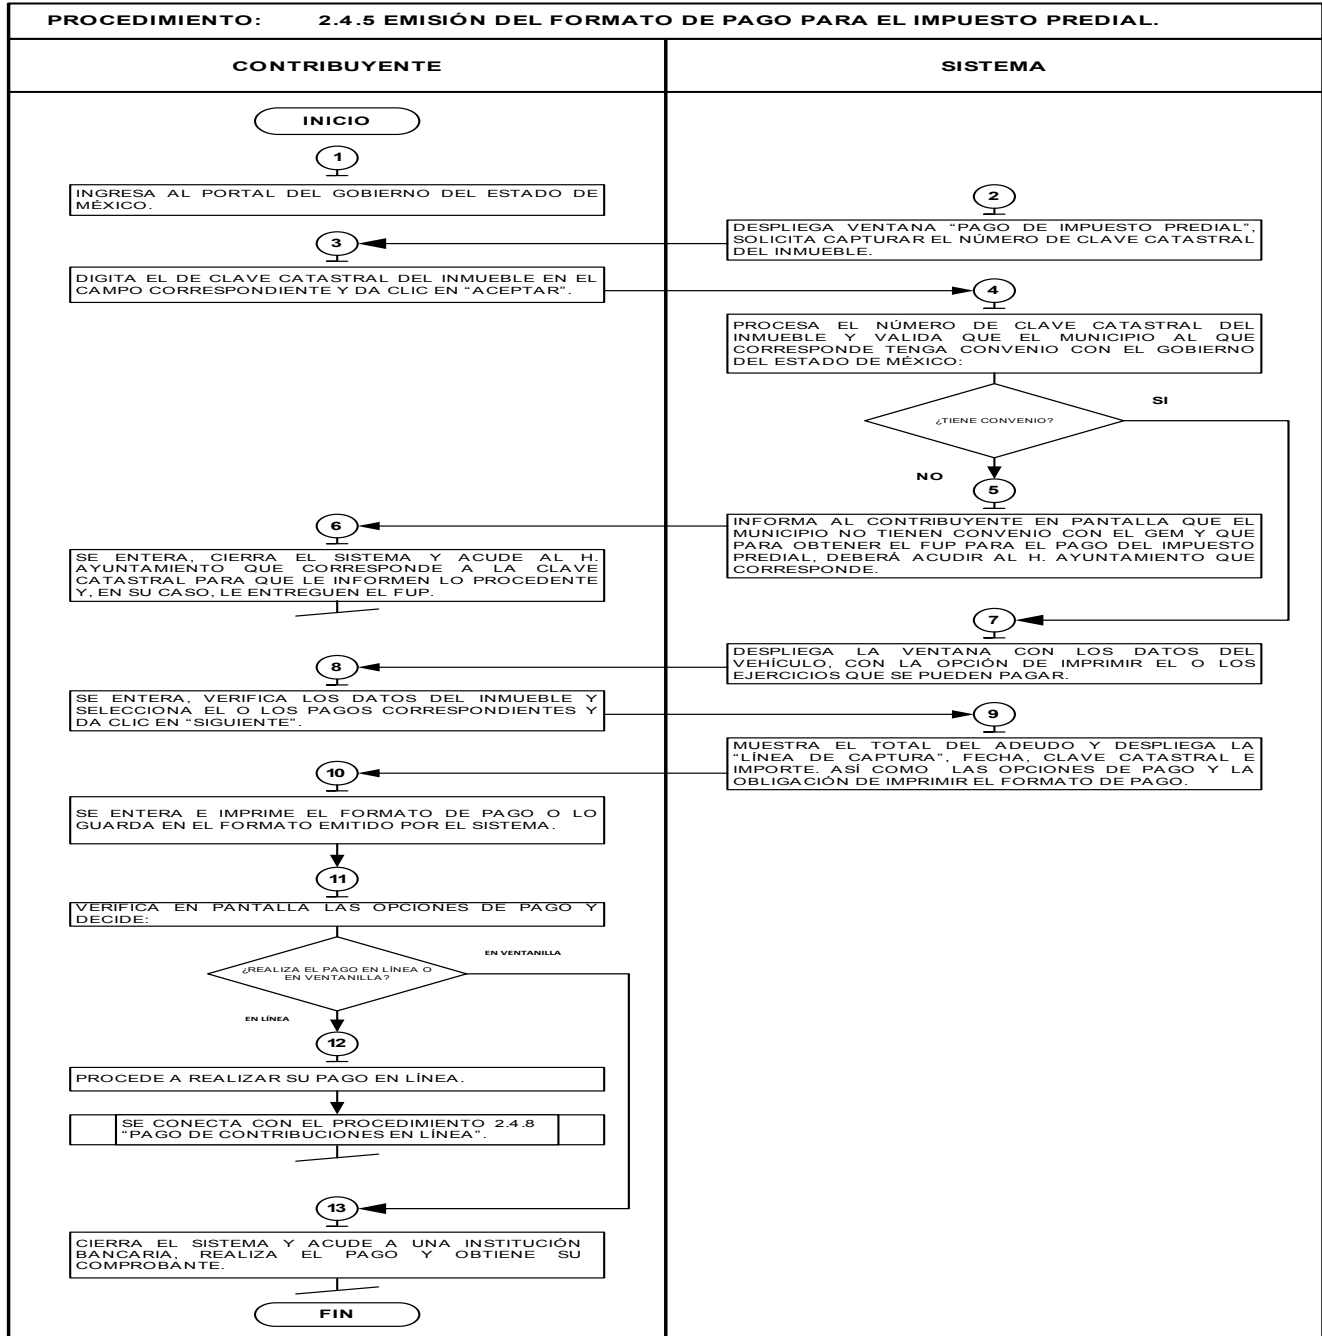 PROCEDIMIENTO: 2.4.5 EMISIÓN DEL FORMATO DE PAGO PARA EL IMPUESTO PREDIAL.
CONTRIBUYENTE
SISTEMA
INICIO
1
INGRESA AL PORTAL DEL GOBIERNO DEL ESTADO DE
MÉXICO.
2
DESPLIEGA VENTANA “PAGO DE IMPUESTO PREDIAL”,
SOLICITA CAPTURAR EL NÚMERO DE CLAVE CATASTRAL
DEL INMUEBLE.
3
DIGITA EL DE CLAVE CATASTRAL DEL INMUEBLE EN EL
CAMPO CORRESPONDIENTE Y DA CLIC EN “ACEPTAR”.
4
PROCESA EL NÚMERO DE CLAVE CATASTRAL DEL
INMUEBLE Y VALIDA QUE EL MUNICIPIO AL QUE
CORRESPONDE TENGA CONVENIO CON EL GOBIERNO
DEL ESTADO DE MÉXICO:
¿TIENE CONVENIO?
SI
NO
5
INFORMA AL CONTRIBUYENTE EN PANTALLA QUE EL
MUNICIPIO NO TIENEN CONVENIO CON EL GEM Y QUE
PARA OBTENER EL FUP PARA EL PAGO DEL IMPUESTO
PREDIAL, DEBERÁ ACUDIR AL H. AYUNTAMIENTO QUE
CORRESPONDE.
6
SE ENTERA, CIERRA EL SISTEMA Y ACUDE AL H.
AYUNTAMIENTO QUE CORRESPONDE A LA CLAVE
CATASTRAL PARA QUE LE INFORMEN LO PROCEDENTE
Y, EN SU CASO, LE ENTREGUEN EL FUP.
7
DESPLIEGA LA VENTANA CON LOS DATOS DEL
VEHÍCULO, CON LA OPCIÓN DE IMPRIMIR EL O LOS
EJERCICIOS QUE SE PUEDEN PAGAR.
8
SE ENTERA, VERIFICA LOS DATOS DEL INMUEBLE Y
SELECCIONA EL O LOS PAGOS CORRESPONDIENTES Y
DA CLIC EN “SIGUIENTE”.
9
MUESTRA EL TOTAL DEL ADEUDO Y DESPLIEGA LA
“LÍNEA DE CAPTURA”, FECHA, CLAVE CATASTRAL E
IMPORTE. ASÍ COMO LAS OPCIONES DE PAGO Y LA
OBLIGACIÓN DE IMPRIMIR EL FORMATO DE PAGO.
10
SE ENTERA E IMPRIME EL FORMATO DE PAGO O LO
GUARDA EN EL FORMATO EMITIDO POR EL SISTEMA.
11
VERIFICA EN PANTALLA LAS OPCIONES DE PAGO Y
DECIDE:
¿REALIZA EL PAGO EN LÍNEA O
EN VENTANILLA?
EN VENTANILLA
EN LÍNEA
12
PROCEDE A REALIZAR SU PAGO EN LÍNEA.
SE CONECTA CON EL PROCEDIMIENTO 2.4.8
“PAGO DE CONTRIBUCIONES EN LÍNEA”.
13
CIERRA EL SISTEMA Y ACUDE A UNA INSTITUCIÓN
BANCARIA, REALIZA EL PAGO Y OBTIENE SU
COMPROBANTE.
FIN